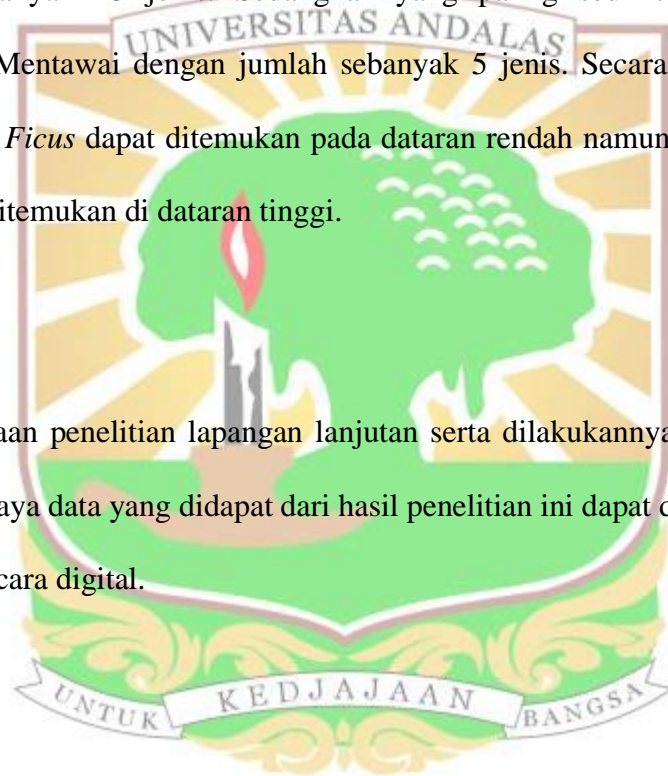 UNIVERSITAS ANDALAS
Mentawai dengan jumlah sebanyak 5 jenis. Secara
Ficus dapat ditemukan pada dataran rendah namun
itemukan di dataran tinggi.
aan penelitian lapangan lanjutan serta dilakukannya
aya data yang didapat dari hasil penelitian ini dapat d
cara digital.
UNTUK KEDJAJAAN BANGSA